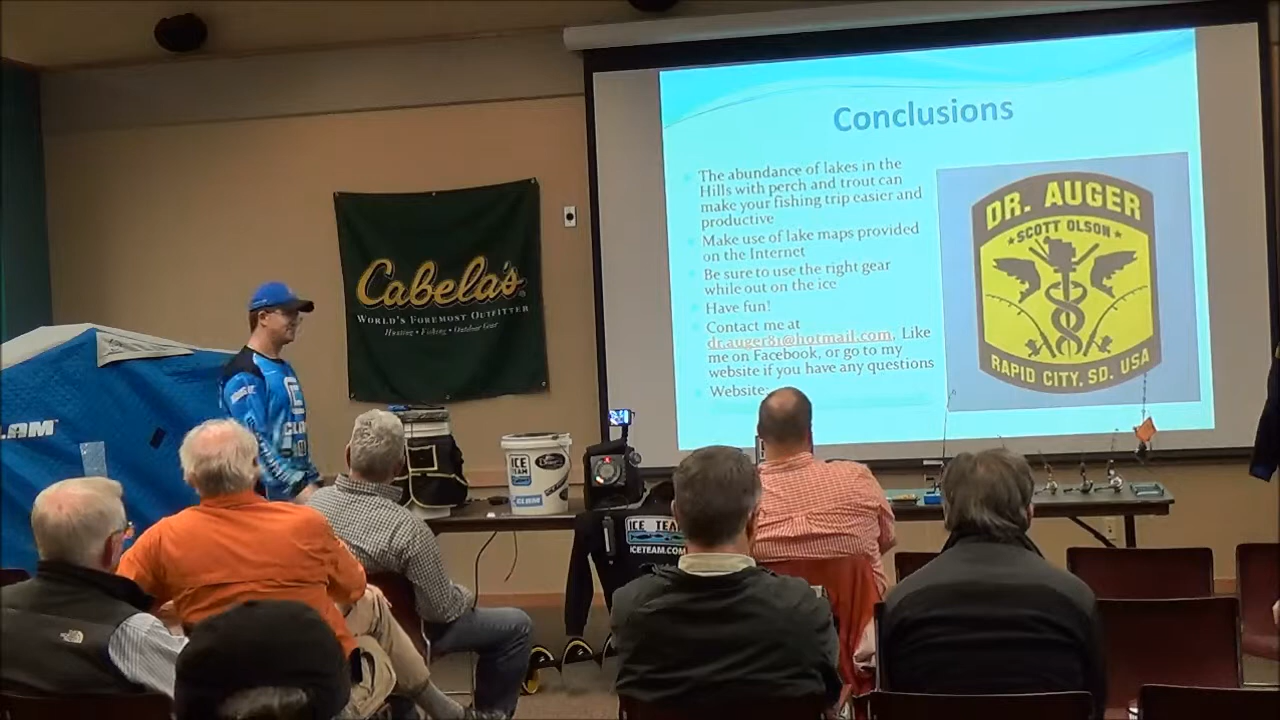 Conclusions
The abundance of lakes in the
Hills with perch and trout can
make your fishing trip easier and
productive
Make use of lake maps provided
on the Internet
Be sure to use the right gear
while out on the ice
Have fun!
Contact me at
dr.auger81@hotmail.com, Like
me on Facebook, or go to my
website if you have any questions
Website:
DR. AUGER
SCOTT OLSON
RAPID CITY, SD. USA
Cabela's
WORLD'S FOREMOST OUTFITTER
Hunting • Fishing • Outdoor Gear
CLAM
ICE
TEAM
CLAM
ICE TEAM
ICETEAM.COM
LAM